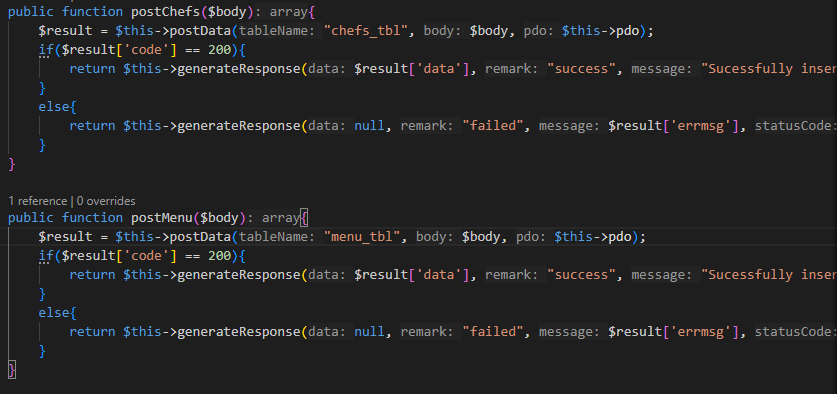 public function postChefs($body): array{
$result = $this->postData(tableName: "chefs_tbl", body: $body, pdo: $this->pdo);
if($result['code'] == 200){
return $this->generateResponse(data: $result['data'], remark: "success", message: "Sucessfully inser
}
else{
return $this->generateResponse(data: null, remark: "failed", message: $result['errmsg'], statusCode:
}
}
1 reference | 0 overrides
public function postMenu($body): array{
$result = $this->postData(tableName: "menu_tbl", body: $body, pdo: $this->pdo);
if($result['code'] == 200){
return $this->generateResponse(data: $result['data'], remark: "success", message: "Sucessfully inser
}
else{
return $this->generateResponse(data: null, remark: "failed", message: $result['errmsg'], statusCode:
}
}